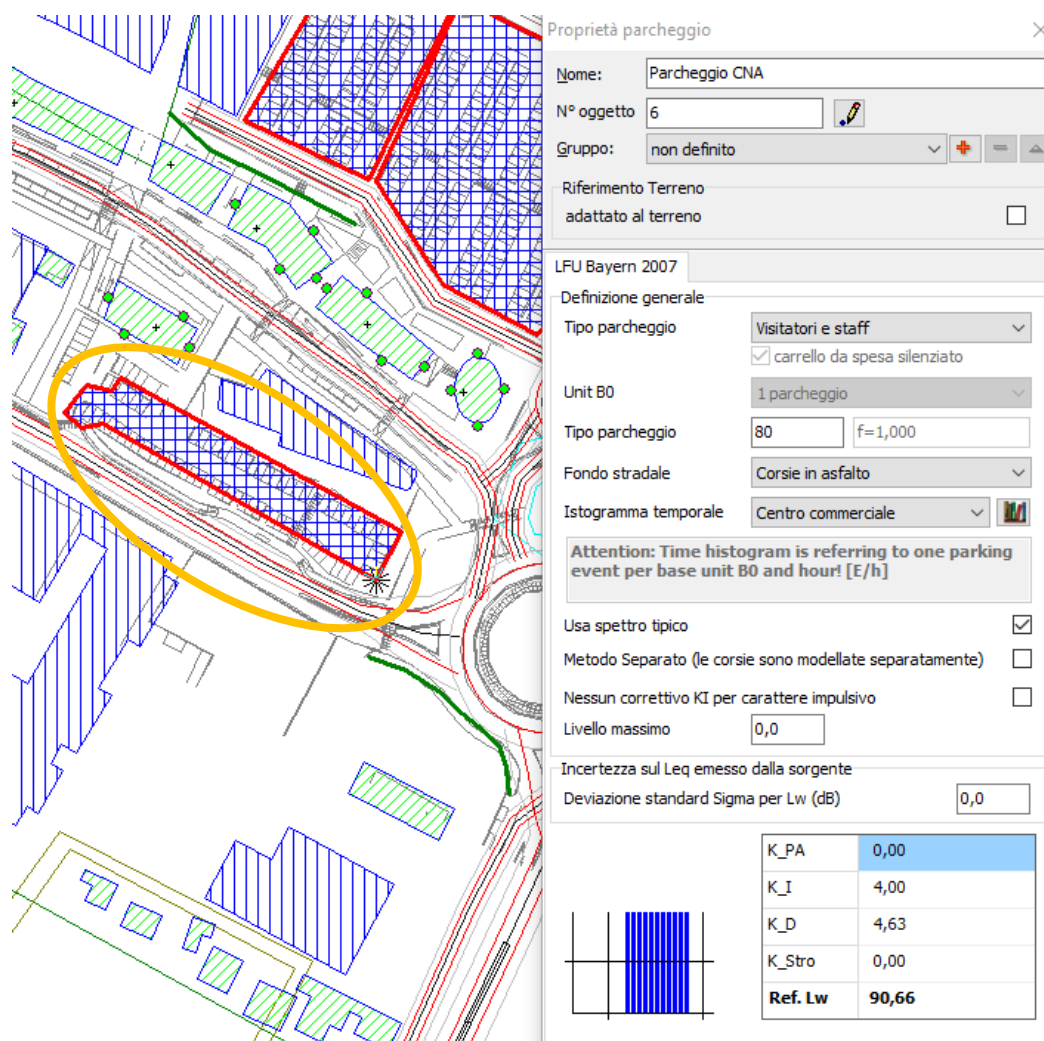 Proprietà parcheggio
Nome: Parcheggio CNA
N° oggetto 6
Gruppo: non definito
Riferimento Terreno
adattato al terreno
LFU Bayern 2007
Definizione generale
Tipo parcheggio Visitatori e staff
carrello da spesa silenziato
Unit B0 1 parcheggio
Tipo parcheggio 80 f=1,000
Fondo stradale Corsie in asfalto
Istogramma temporale Centro commerciale
Attention: Time histogram is referring to one parking
event per base unit B0 and hour! [E/h]
Usa spettro tipico
Metodo Separato (le corsie sono modellate separatamente)
Nessun correttivo KI per carattere impulsivo
Livello massimo 0,0
Incertezza sul Leq emesso dalla sorgente
Deviazione standard Sigma per Lw (dB) 0,0
K_PA 0,00
K_I 4,00
K_D 4,63
K_Stro 0,00
Ref. Lw 90,66